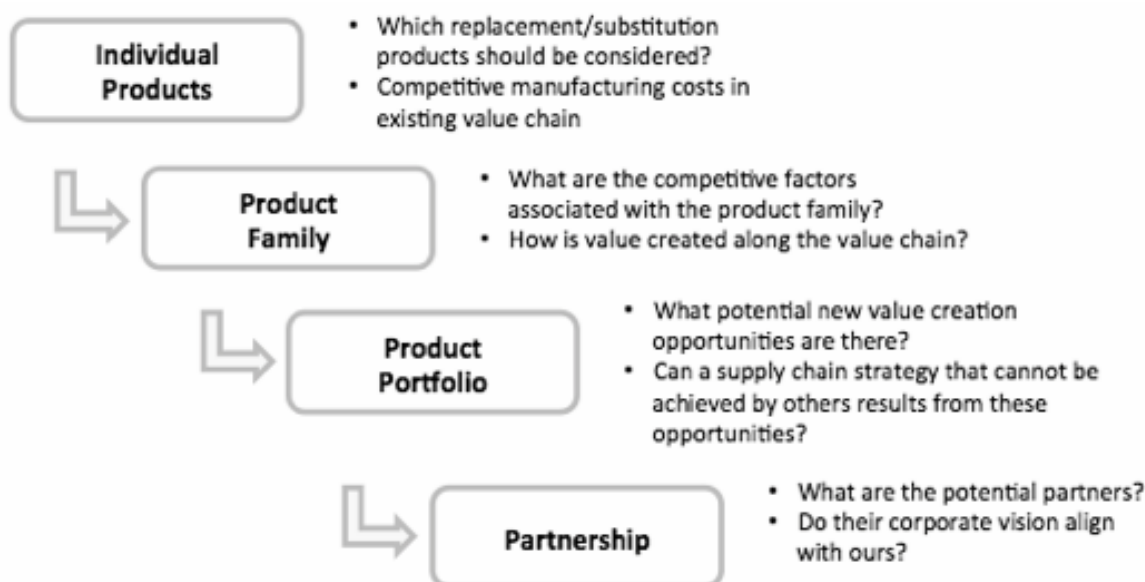 Individual
Products
• Which replacement/substitution
products should be considered?
• Competitive manufacturing costs in
existing value chain
Product
Family
• What are the competitive factors
associated with the product family?
• How is value created along the value chain?
Product
Portfolio
• What potential new value creation
opportunities are there?
• Can a supply chain strategy that cannot be
achieved by others results from these
opportunities?
Partnership
• What are the potential partners?
• Do their corporate vision align
with ours?